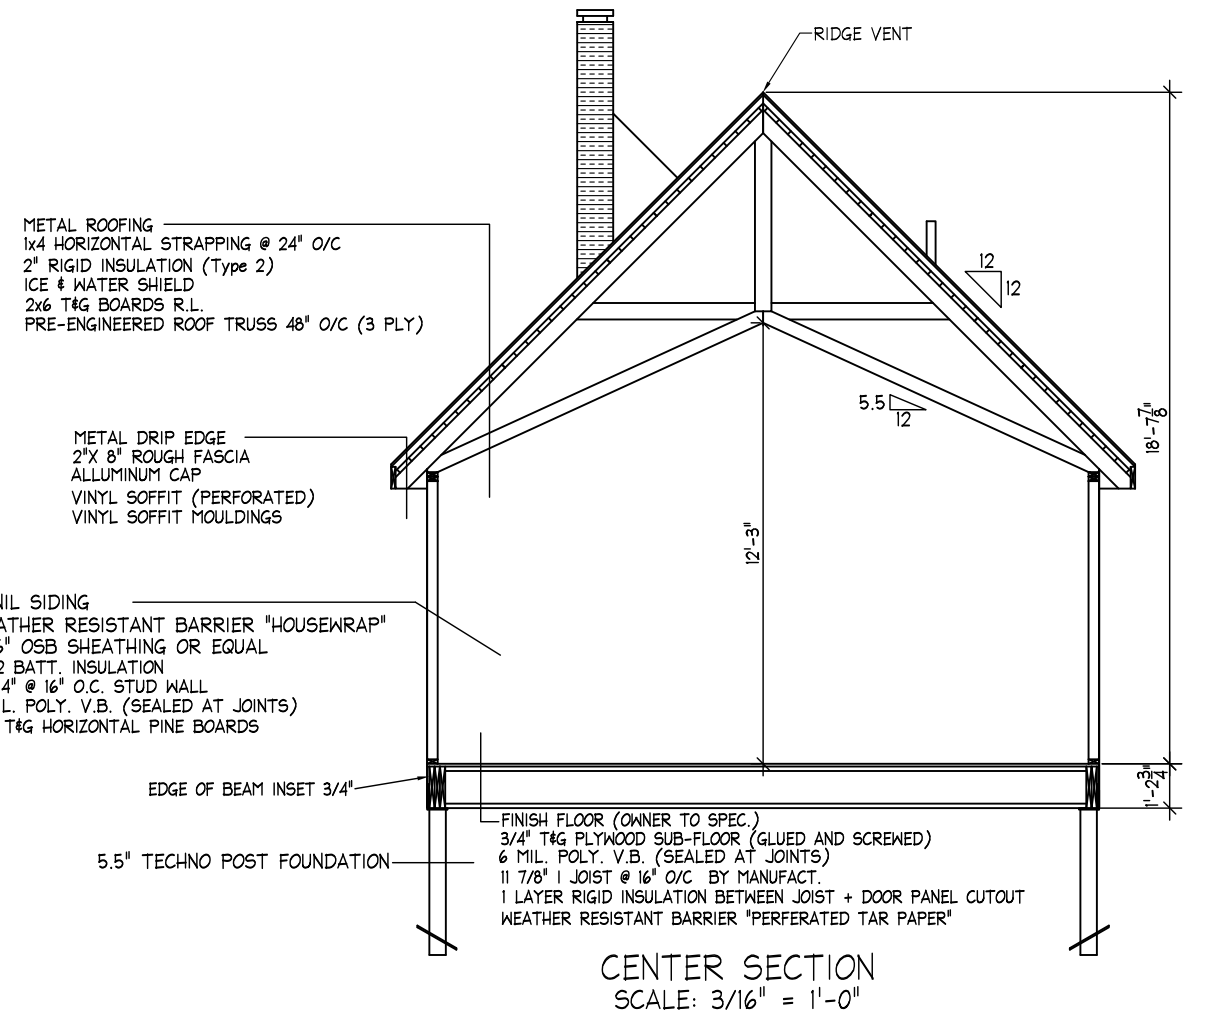 RIDGE VENT
METAL ROOFING
1x4 HORIZONTAL STRAPPING @ 24" O/C
2" RIGID INSULATION (Type 2)
ICE & WATER SHIELD
2x6 T&G BOARDS R.L.
PRE-ENGINEERED ROOF TRUSS 48" O/C (3 PLY)
12
12
5.5
12
18'-7 7/8"
METAL DRIP EDGE
2"X 8" ROUGH FASCIA
ALLUMINUM CAP
VINYL SOFFIT (PERFORATED)
VINYL SOFFIT MOULDINGS
12'-3"
SIDING
RESISTANT BARRIER "HOUSEWRAP"
OSB SHEATHING OR EQUAL
BATT. INSULATION
4" @ 16" O.C. STUD WALL
POLY. V.B. (SEALED AT JOINTS)
T&G HORIZONTAL PINE BOARDS
1'-2 3/4"
EDGE OF BEAM INSET 3/4"
FINISH FLOOR (OWNER TO SPEC.)
3/4" T&G PLYWOOD SUB-FLOOR (GLUED AND SCREWED)
6 MIL. POLY. V.B. (SEALED AT JOINTS)
11 7/8" I JOIST @ 16" O/C BY MANUFACT.
1 LAYER RIGID INSULATION BETWEEN JOIST + DOOR PANEL CUTOUT
WEATHER RESISTANT BARRIER "PERFERATED TAR PAPER"
5.5" TECHNO POST FOUNDATION
CENTER SECTION
SCALE: 3/16" = 1'-0"